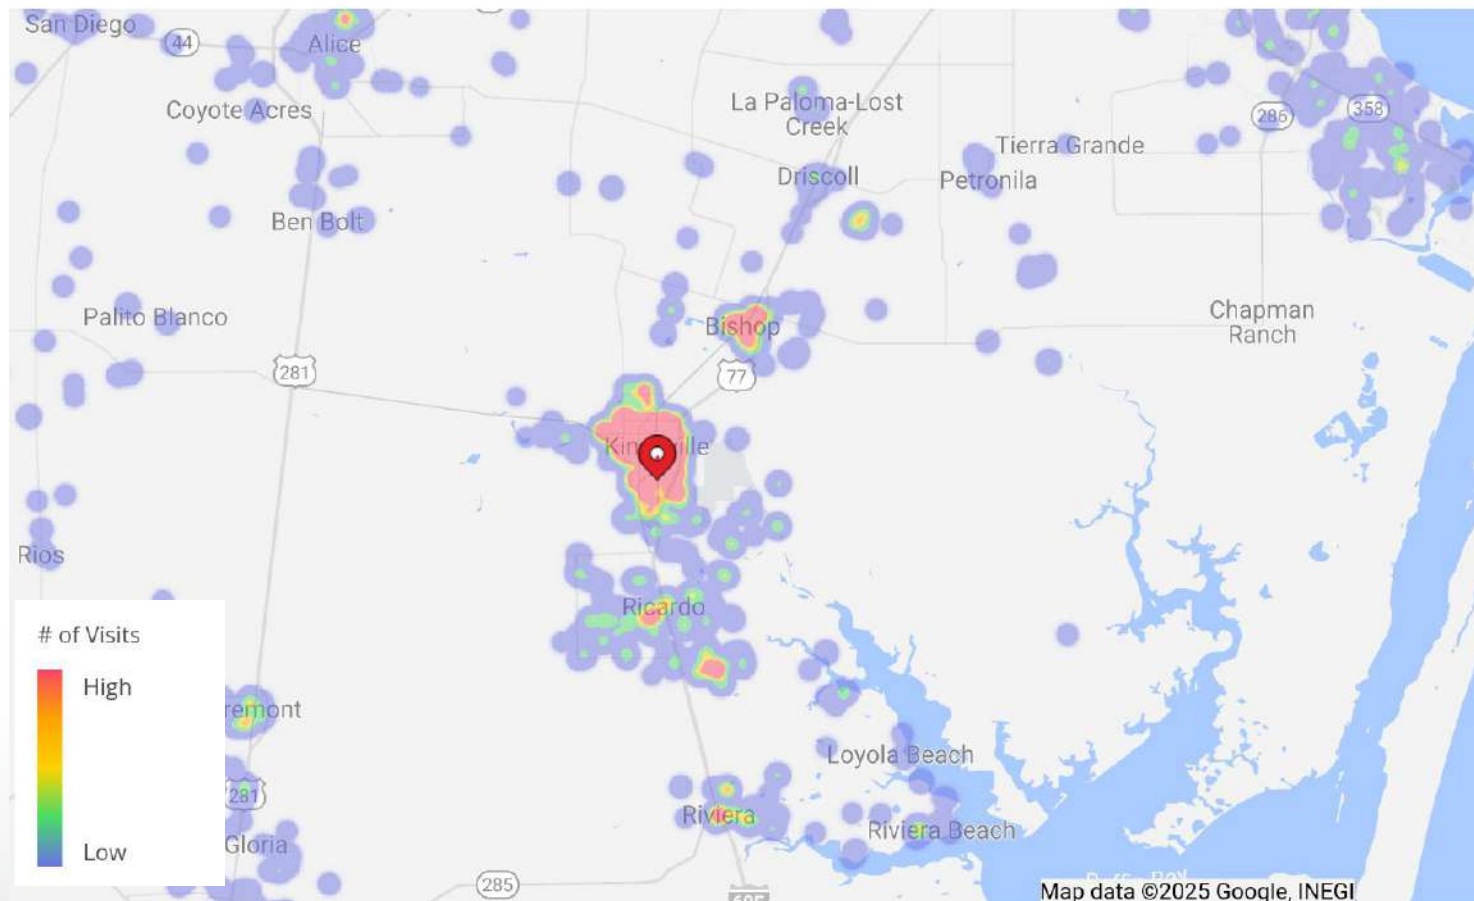 San Diego
44
Alice
Coyote Acres
La Paloma-Lost
Creek
286
358
Tierra Grande
Driscoll
Petronila
Ben Bolt
Palito Blanco
Chapman
Ranch
Bishop
281
77
Rios
Ricardo
# of Visits
High
Low
remont
Loyola Beach
281
Riviera
Riviera Beach
Gloria
285
Map data ©2025 Google, INEGI